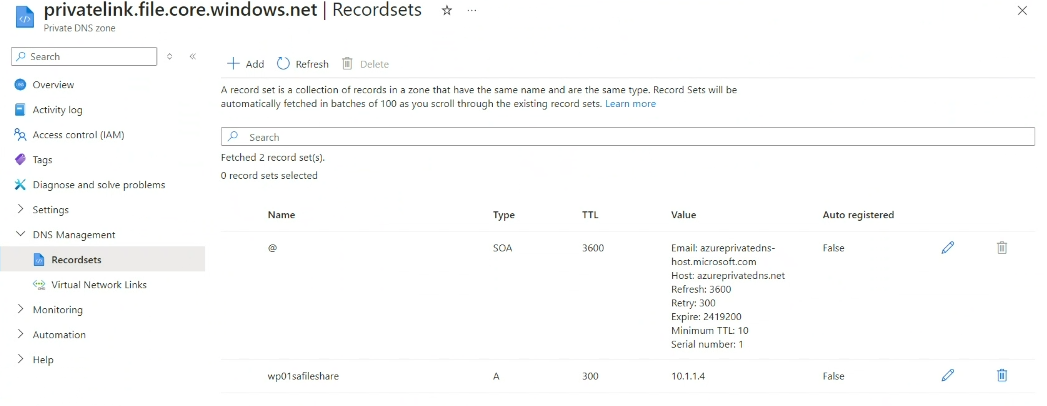 privatelink.file.core.windows.net | Recordsets
Private DNS zone
Search
Overview
Activity log
Access control (IAM)
Tags
Diagnose and solve problems
Settings
DNS Management
Recordsets
Virtual Network Links
Monitoring
Automation
Help
Add Refresh Delete
A record set is a collection of records in a zone that have the same name and are the same type. Record Sets will be
automatically fetched in batches of 100 as you scroll through the existing record sets. Learn more
Search
Fetched 2 record set(s).
0 record sets selected
Name Type TTL Value Auto registered
@ SOA 3600 Email: azureprivatedns- False
host.microsoft.com
Host: azureprivatedns.net
Refresh: 3600
Retry: 300
Expire: 2419200
Minimum TTL: 10
Serial number: 1
wp01safileshare A 300 10.1.1.4 False